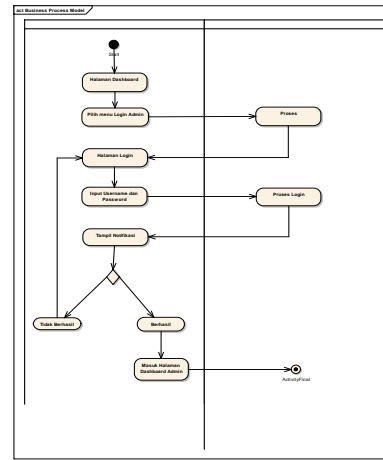 act Business Process Model
Start
Halaman Dashboard
Pilih menu Login Admin
Proses
Halaman Login
Input Username dan
Password
Proses Login
Tampil Notifikasi
Tidak Berhasil
Berhasil
Masuk Halaman
Dashboard Admin
ActivityFinal